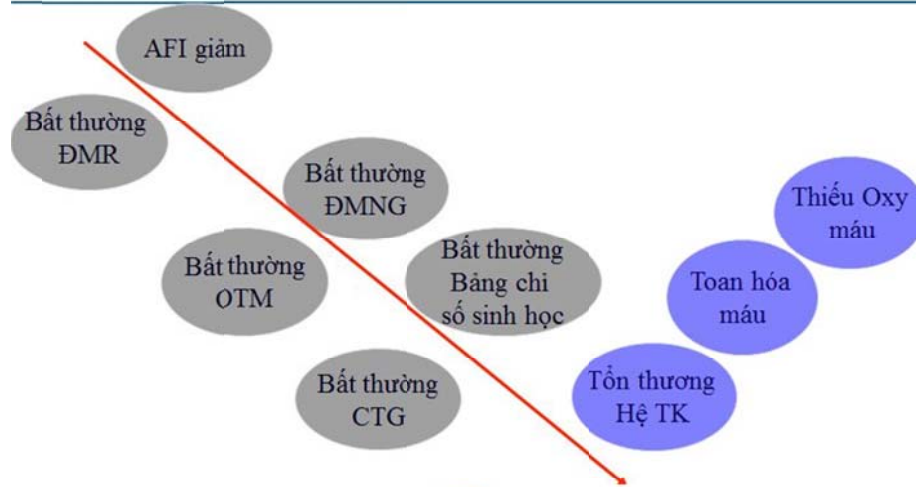 AFI giảm
Bất thường
ĐMR
Bất thường
ĐMNG
Thiếu Oxy
máu
Bất thường
OTM
Bất thường
Bảng chi
số sinh học
Toan hóa
máu
Bất thường
CTG
Tổn thương
Hệ TK